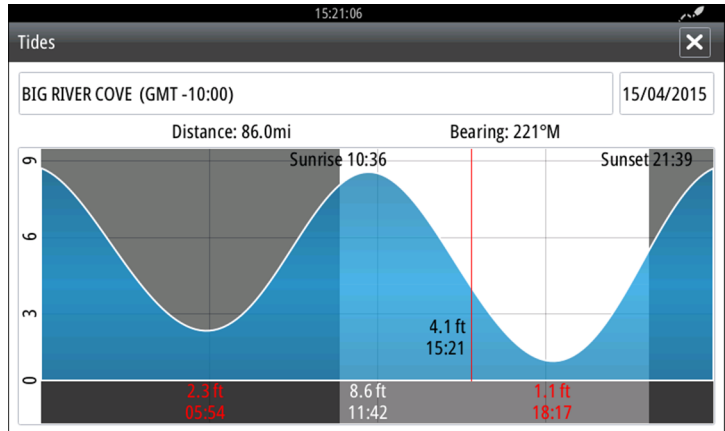 15:21:06
Tides
BIG RIVER COVE (GMT -10:00)
15/04/2015
Distance: 86.0mi
Bearing: 221°M
Sunrise 10:36
Sunset 21:39
9
6
3
0
4.1 ft
15:21
2.3 ft
05:54
8.6 ft
11:42
1.1 ft
18:17